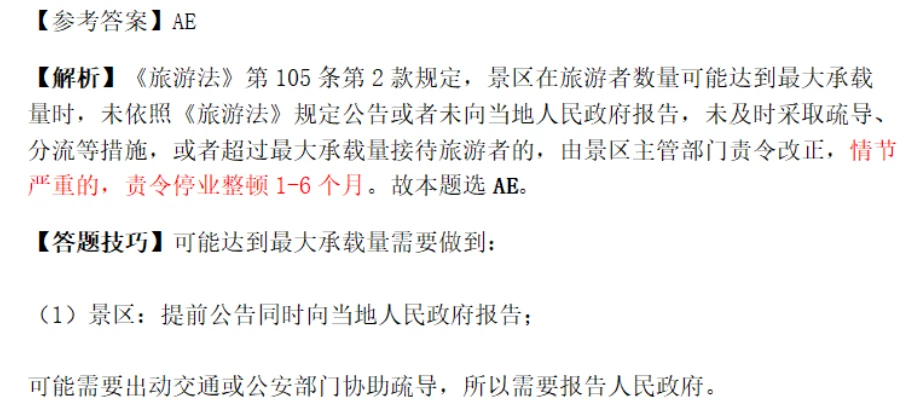 【参考答案】AE
【解析】《旅游法》第 105 条第 2 款规定，景区在旅游者数量可能达到最大承载
量时，未依照《旅游法》规定公告或者未向当地人民政府报告，未及时采取疏导、
分流等措施，或者超过最大承载量接待旅游者的，由景区主管部门责令改正，情节
严重的，责令停业整顿 1-6 个月。故本题选 AE。
【答题技巧】可能达到最大承载量需要做到：
（1）景区：提前公告同时向当地人民政府报告；
可能需要出动交通或公安部门协助疏导，所以需要报告人民政府。